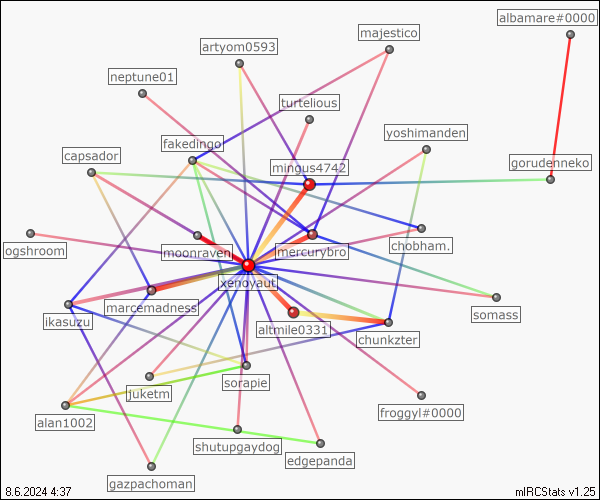 albamare#0000
majestico
artyom0593
neptune01
turtelious
yoshimanden
fakedingo
capsador
mingus4742
gorudenneko
chobham.
ogshroom
moonraven
mercurybro
xenoyaut
marcemadness
somass
ikasuzu
altmile0331
chunkzter
juketm
sorapie
froggyl#0000
alan1002
shutupgaydog
edgepanda
gazpachoman
8.6.2024 4:37
mIRCStats v1.25